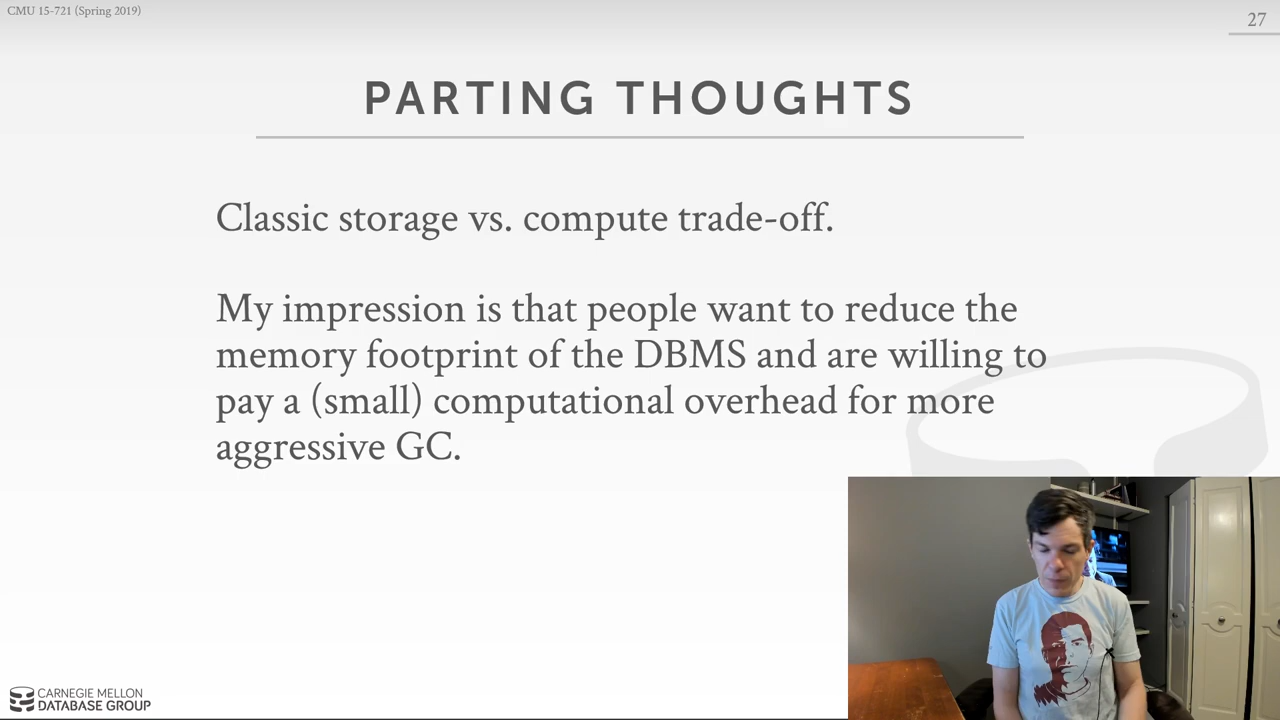 CMU 15-721 (Spring 2019)
27
PARTING THOUGHTS
Classic storage vs. compute trade-off.
My impression is that people want to reduce the
memory footprint of the DBMS and are willing to
pay a (small) computational overhead for more
aggressive GC.
CARNEGIE MELLON
DATABASE GROUP